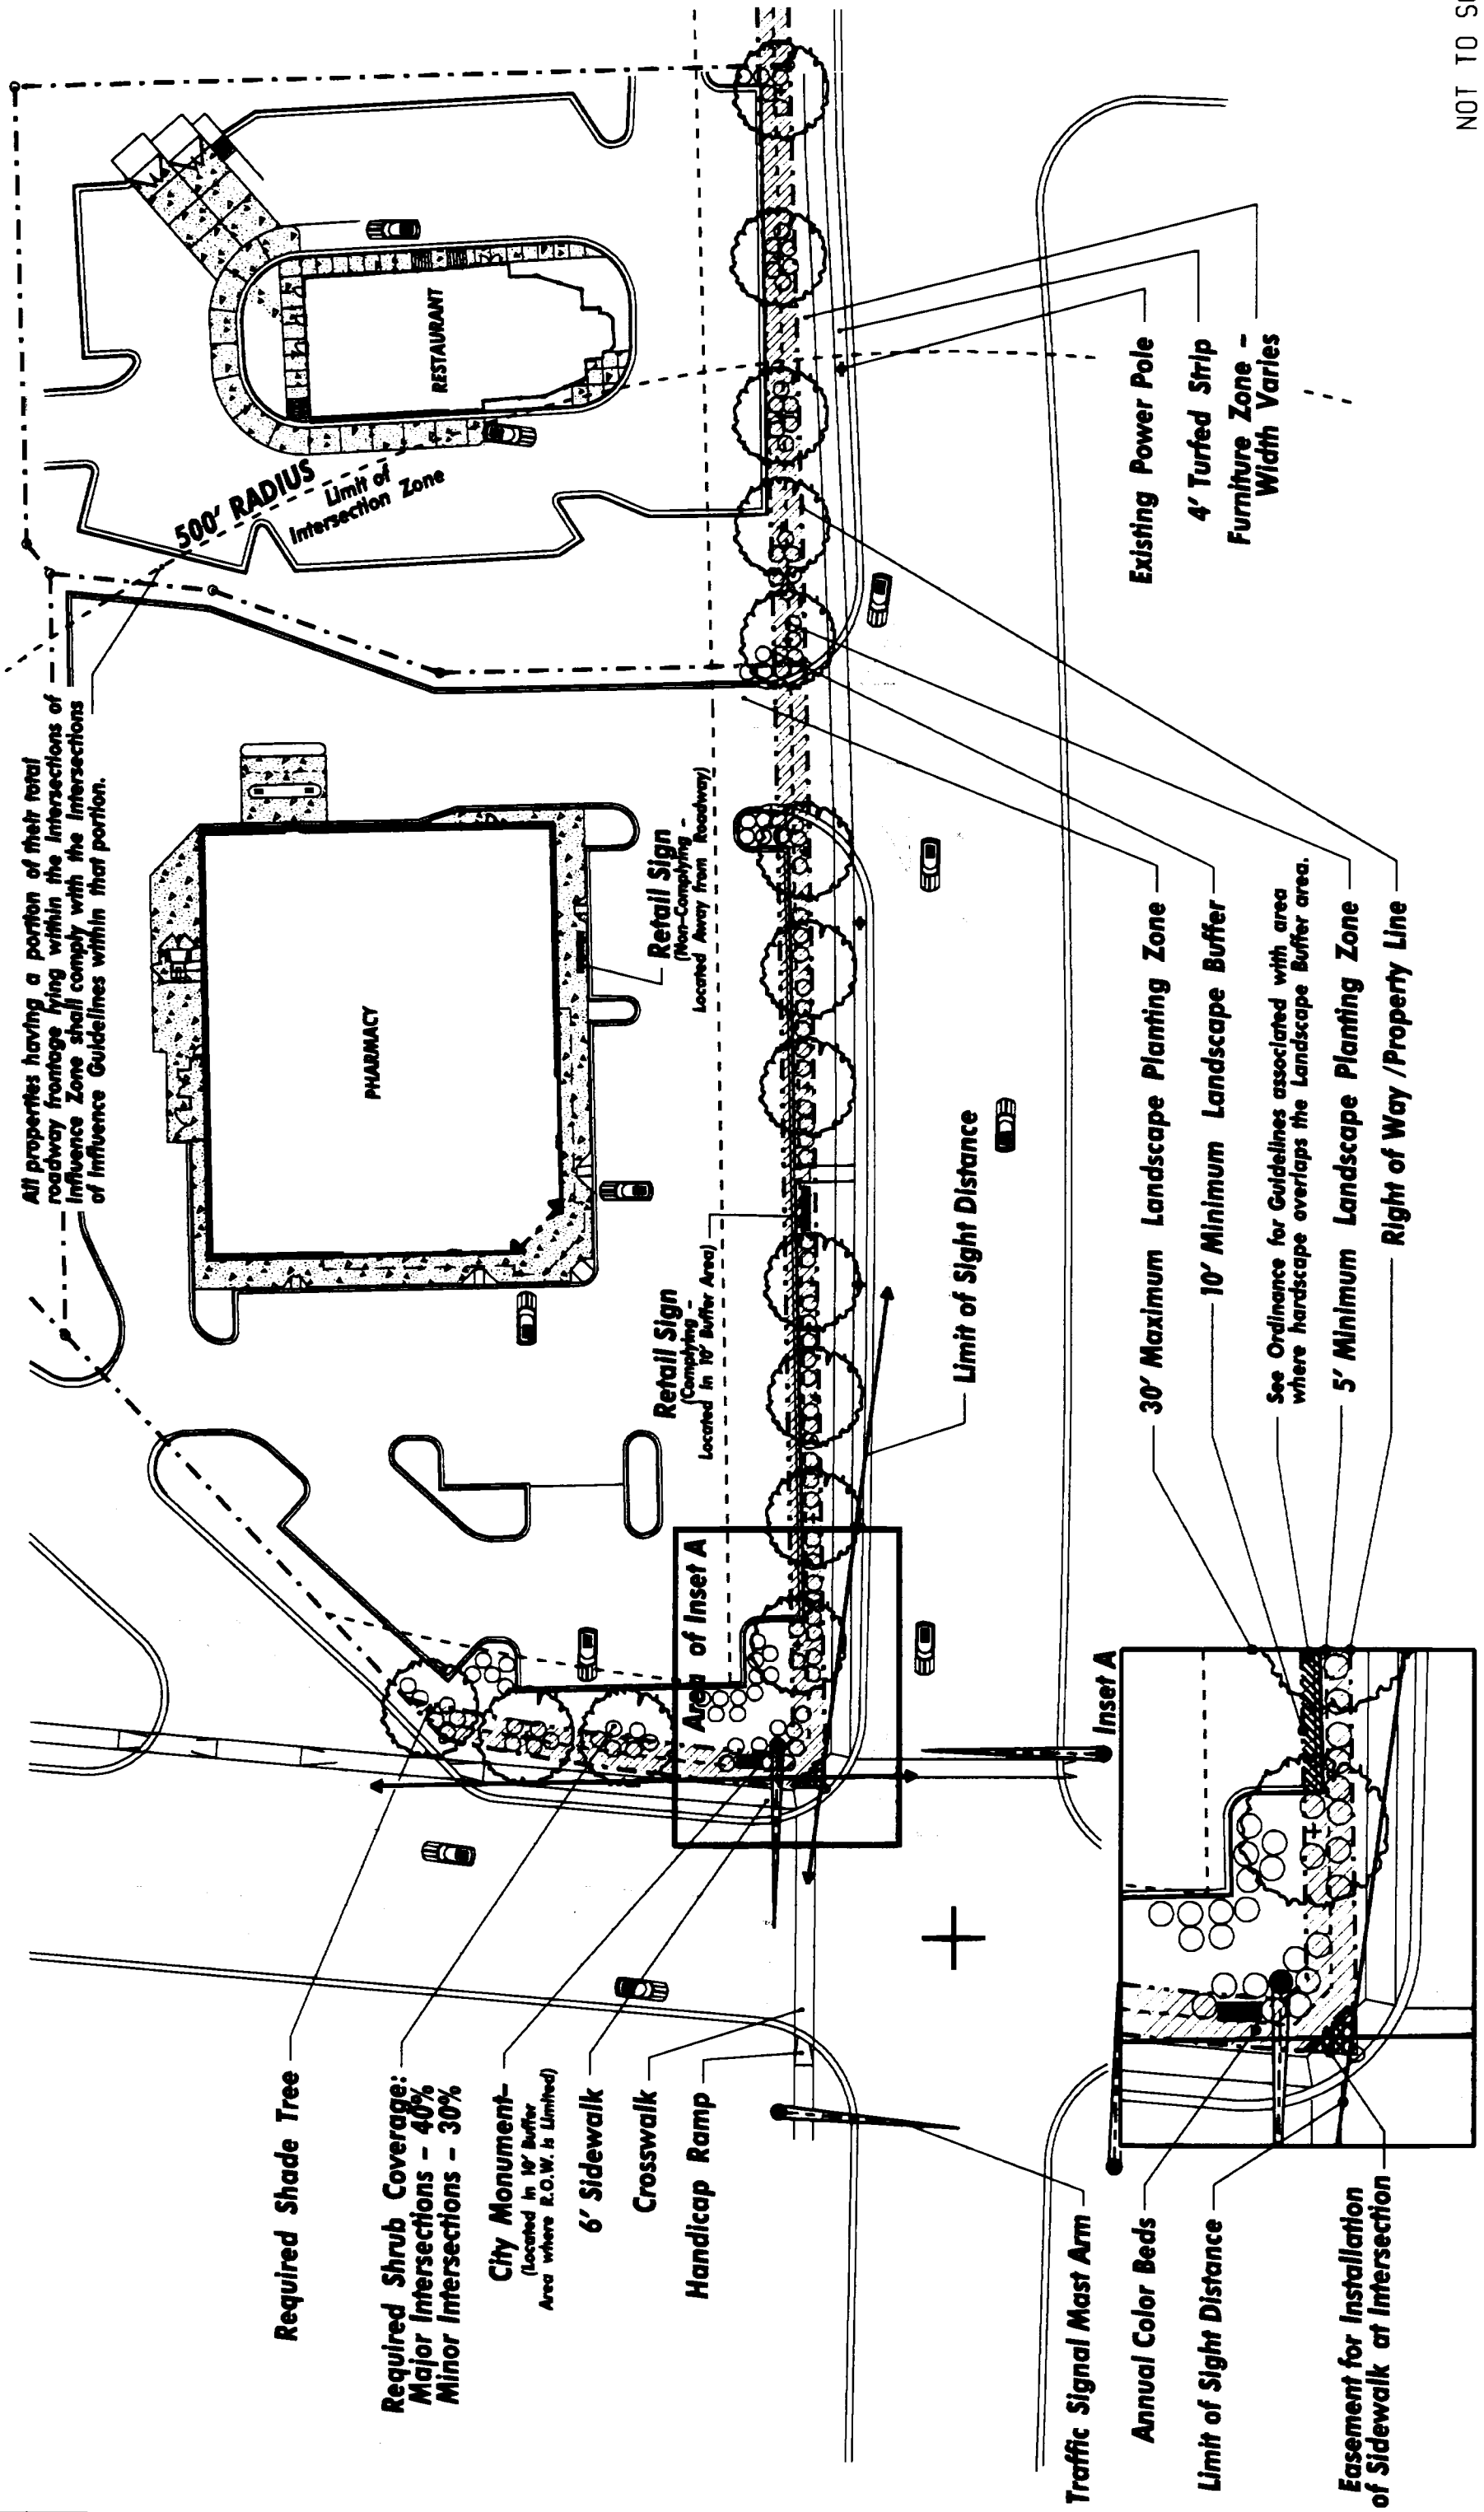 All properties having a portion of their total
roadway frontage lying within the Intersections of
Influence Zone shall comply with the Intersections
of Influence Guidelines within that portion.
500' RADIUS
Limit of
Intersection Zone
RESTAURANT
PHARMACY
Retail Sign
(Non-Complying -
Located Away from Roadway)
Retail Sign
(Complying -
Located in 10' Buffer Area)
Area of Inset A
Required Shade Tree
Required Shrub Coverage:
Major Intersections - 40%
Minor Intersections - 30%
City Monument-
(Located in 10' Buffer
Area where R.O.W. is Limited)
6' Sidewalk
Crosswalk
Handicap Ramp
Limit of Sight Distance
Existing Power Pole
4' Turfed Strip
Furniture Zone -
Width Varies
30' Maximum Landscape Planting Zone
10' Minimum Landscape Buffer
See Ordinance for Guidelines associated with area
where hardscape overlaps the Landscape Buffer area.
5' Minimum Landscape Planting Zone
Right of Way /Property Line
Inset A
Traffic Signal Mast Arm
Annual Color Beds
Limit of Sight Distance
Easement for Installation
of Sidewalk at Intersection
NOT TO